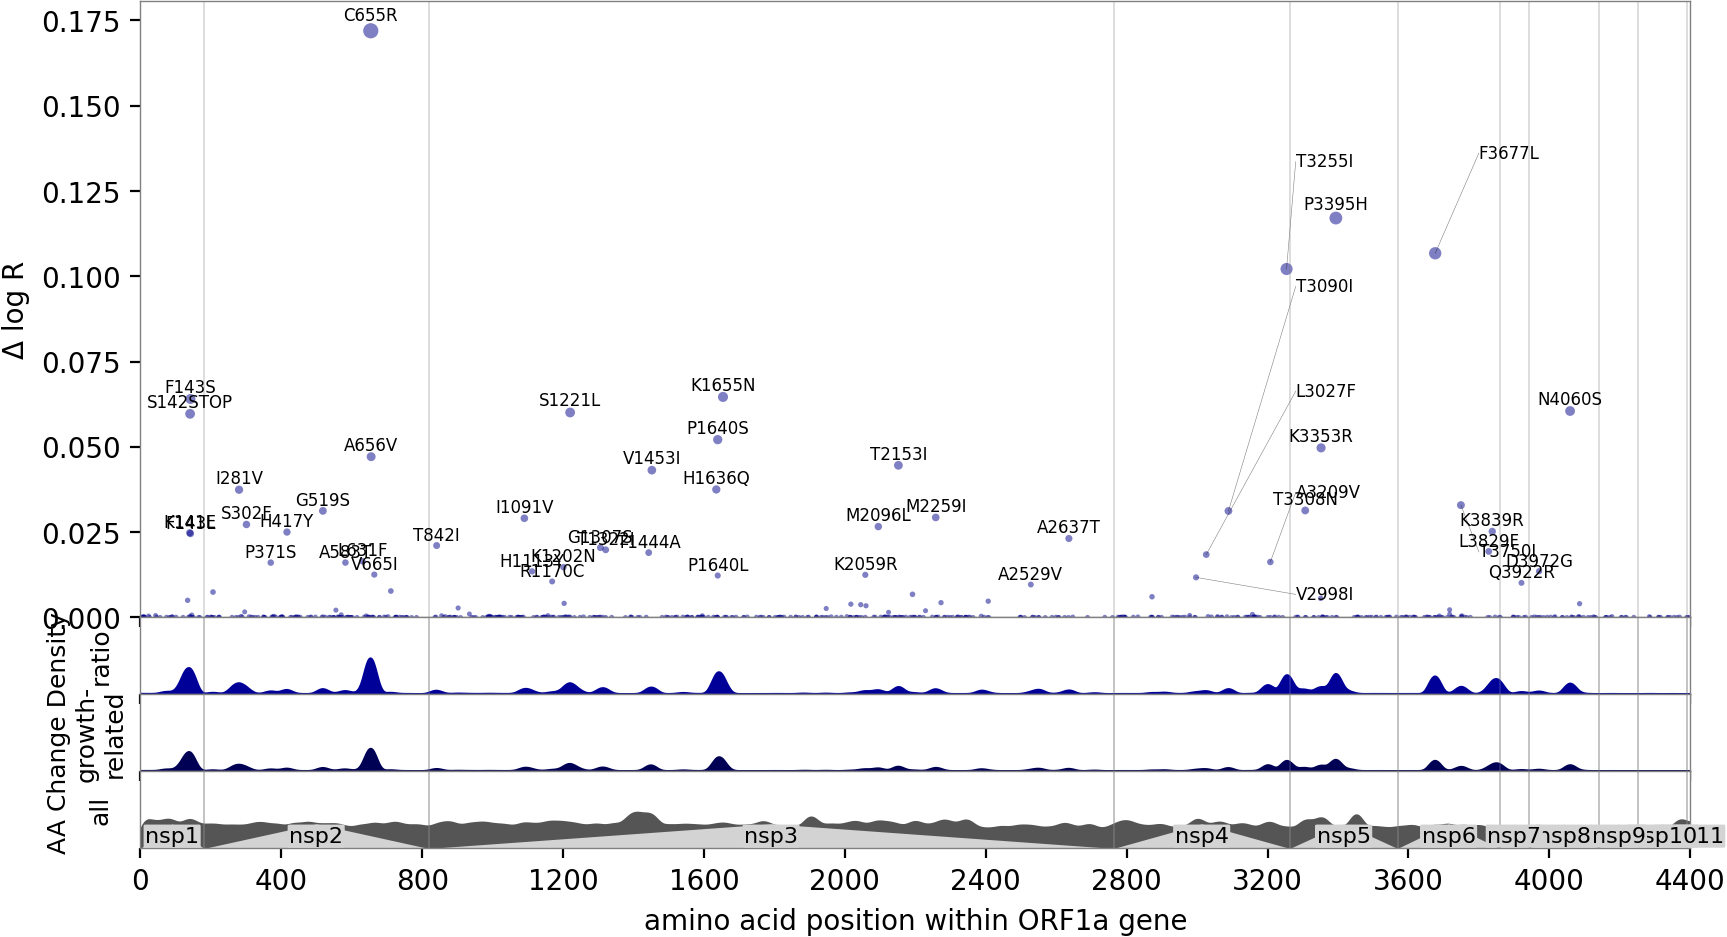 0.175
0.150
0.125
0.100
0.075
0.050
0.025
0.000
Δ log R
C655R
T3255I
F3677L
P3395H
T3090I
L3027F
F143S
S142STOP
K1655N
S1221L
N4060S
P1640S
K3353R
A656V
T2153I
V1453I
I281V
H1636Q
A3209V
G519S
T3308N
I1091V
M2259I
S302F
M2096L
H417Y
K3839R
K141E
A2637T
T842I
G1307S
T1444A
L3829F
T3750I
P371S
L631F
K1202N
D3972G
V665I
P1640L
K2059R
R1170C
A2529V
Q3922R
V2998I
AA Change Density
ratio
growth-
related
all
nsp1
nsp2
nsp3
nsp4
nsp5
nsp6
nsp7
nsp9
0
400
800
1200
1600
2000
2400
2800
3200
3600
4000
4400
amino acid position within ORF1a gene